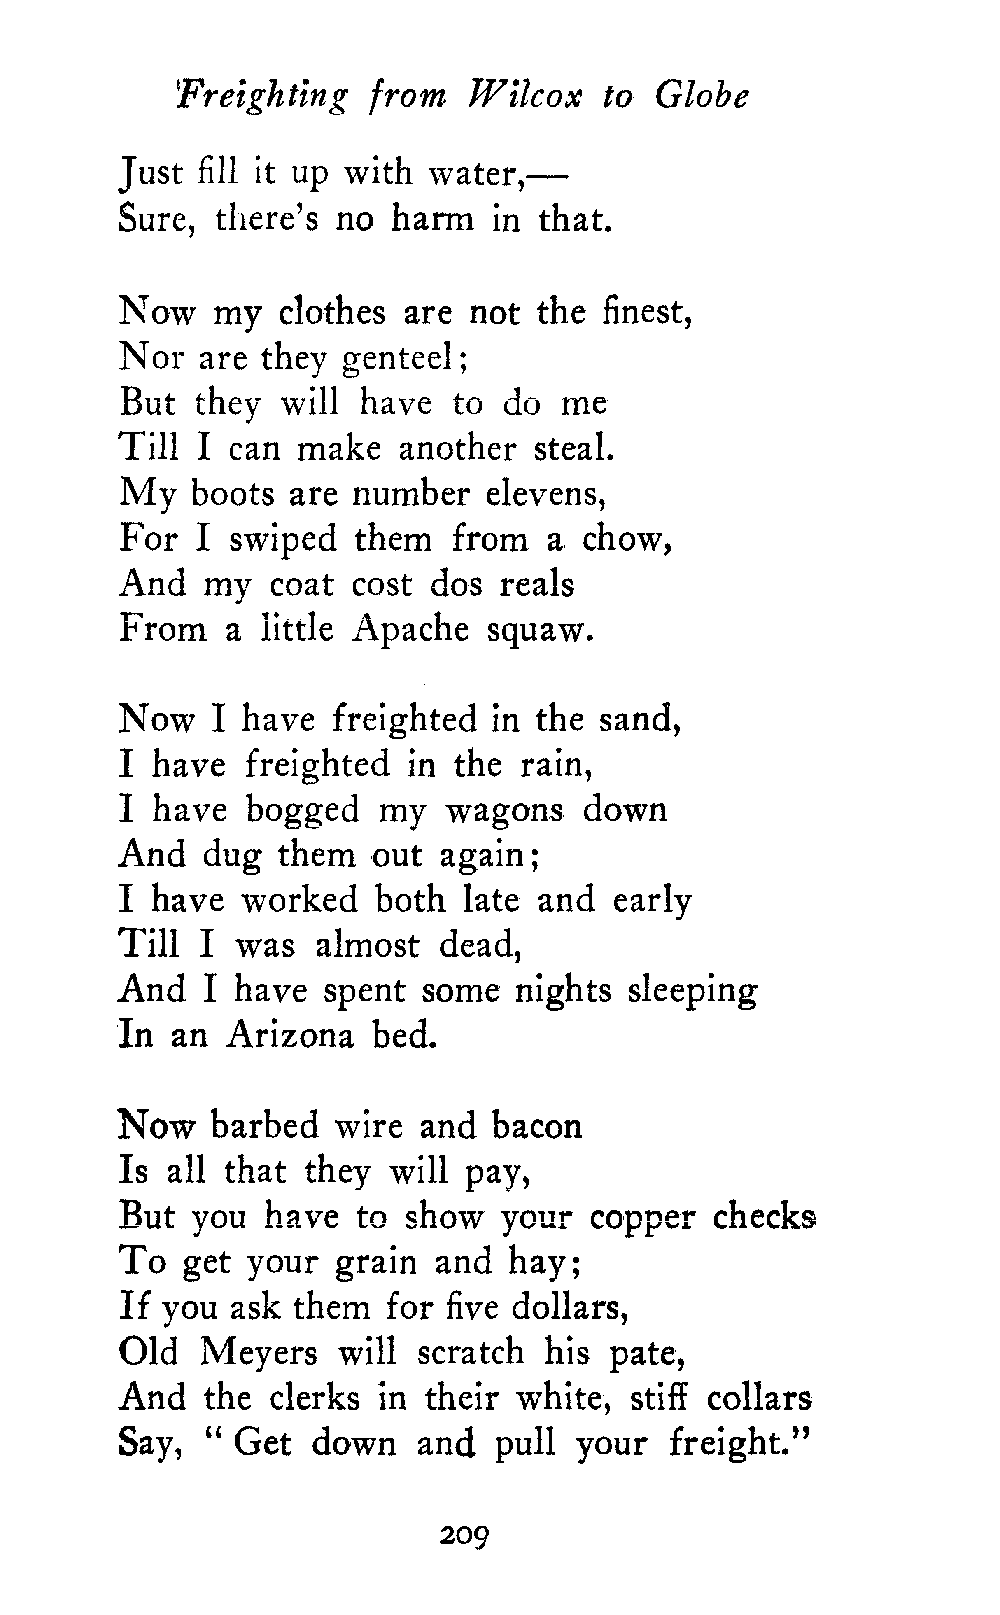 Freighting from Wilcox to Globe
Just fill it up with water,—
Sure, there's no harm in that.
Now my clothes are not the finest,
Nor are they genteel;
But they will have to do me
Till I can make another steal.
My boots are number elevens,
For I swiped them from a chow,
And my coat cost dos reals
From a little Apache squaw.
Now I have freighted in the sand,
I have freighted in the rain,
I have bogged my wagons down
And dug them out again;
I have worked both late and early
Till I was almost dead,
And I have spent some nights sleeping
In an Arizona bed.
Now barbed wire and bacon
Is all that they will pay,
But you have to show your copper checks
To get your grain and hay;
If you ask them for five dollars,
Old Meyers will scratch his pate,
And the clerks in their white, stiff collars
Say, "Get down and pull your freight."
209